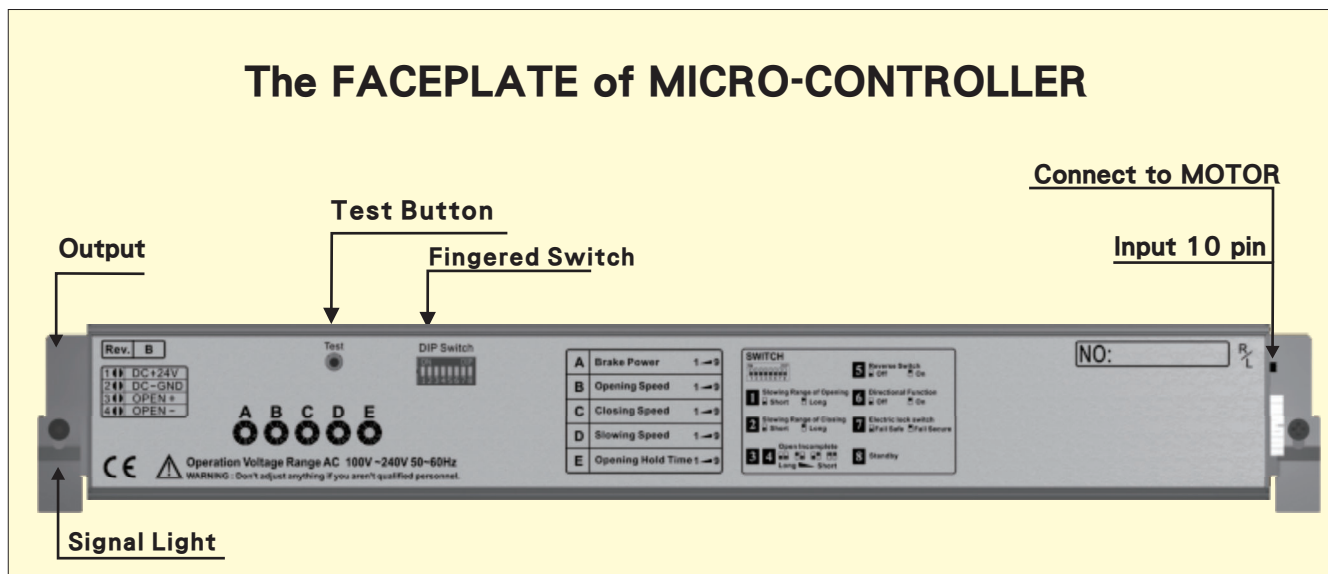 The FACEPLATE of MICRO-CONTROLLER
Connect to MOTOR
Test Button
Output
Fingered Switch
Input 10 pin
Rev. B
Test
DIP Switch
1 DC+24V
2 DC-GND
3 OPEN +
4 OPEN -
A B C D E
Operation Voltage Range AC 100V ~240V 50~60Hz
WARNING : Don't adjust anything if you aren't qualified personnel.
CE
A Brake Power 1→9
B Opening Speed 1→9
C Closing Speed 1→9
D Slowing Speed 1→9
E Opening Hold Time 1→9
SWITCH
1 Slowing Range of Opening
Short Long
2 Slowing Range of Closing
Short Long
3 4 Open Incomplete
Long Short
5 Reverse Switch
Off On
6 Directional Function
Off On
7 Electric lock switch
Fail Safe Fail Secure
8 Standby
NO:
R/L
Signal Light